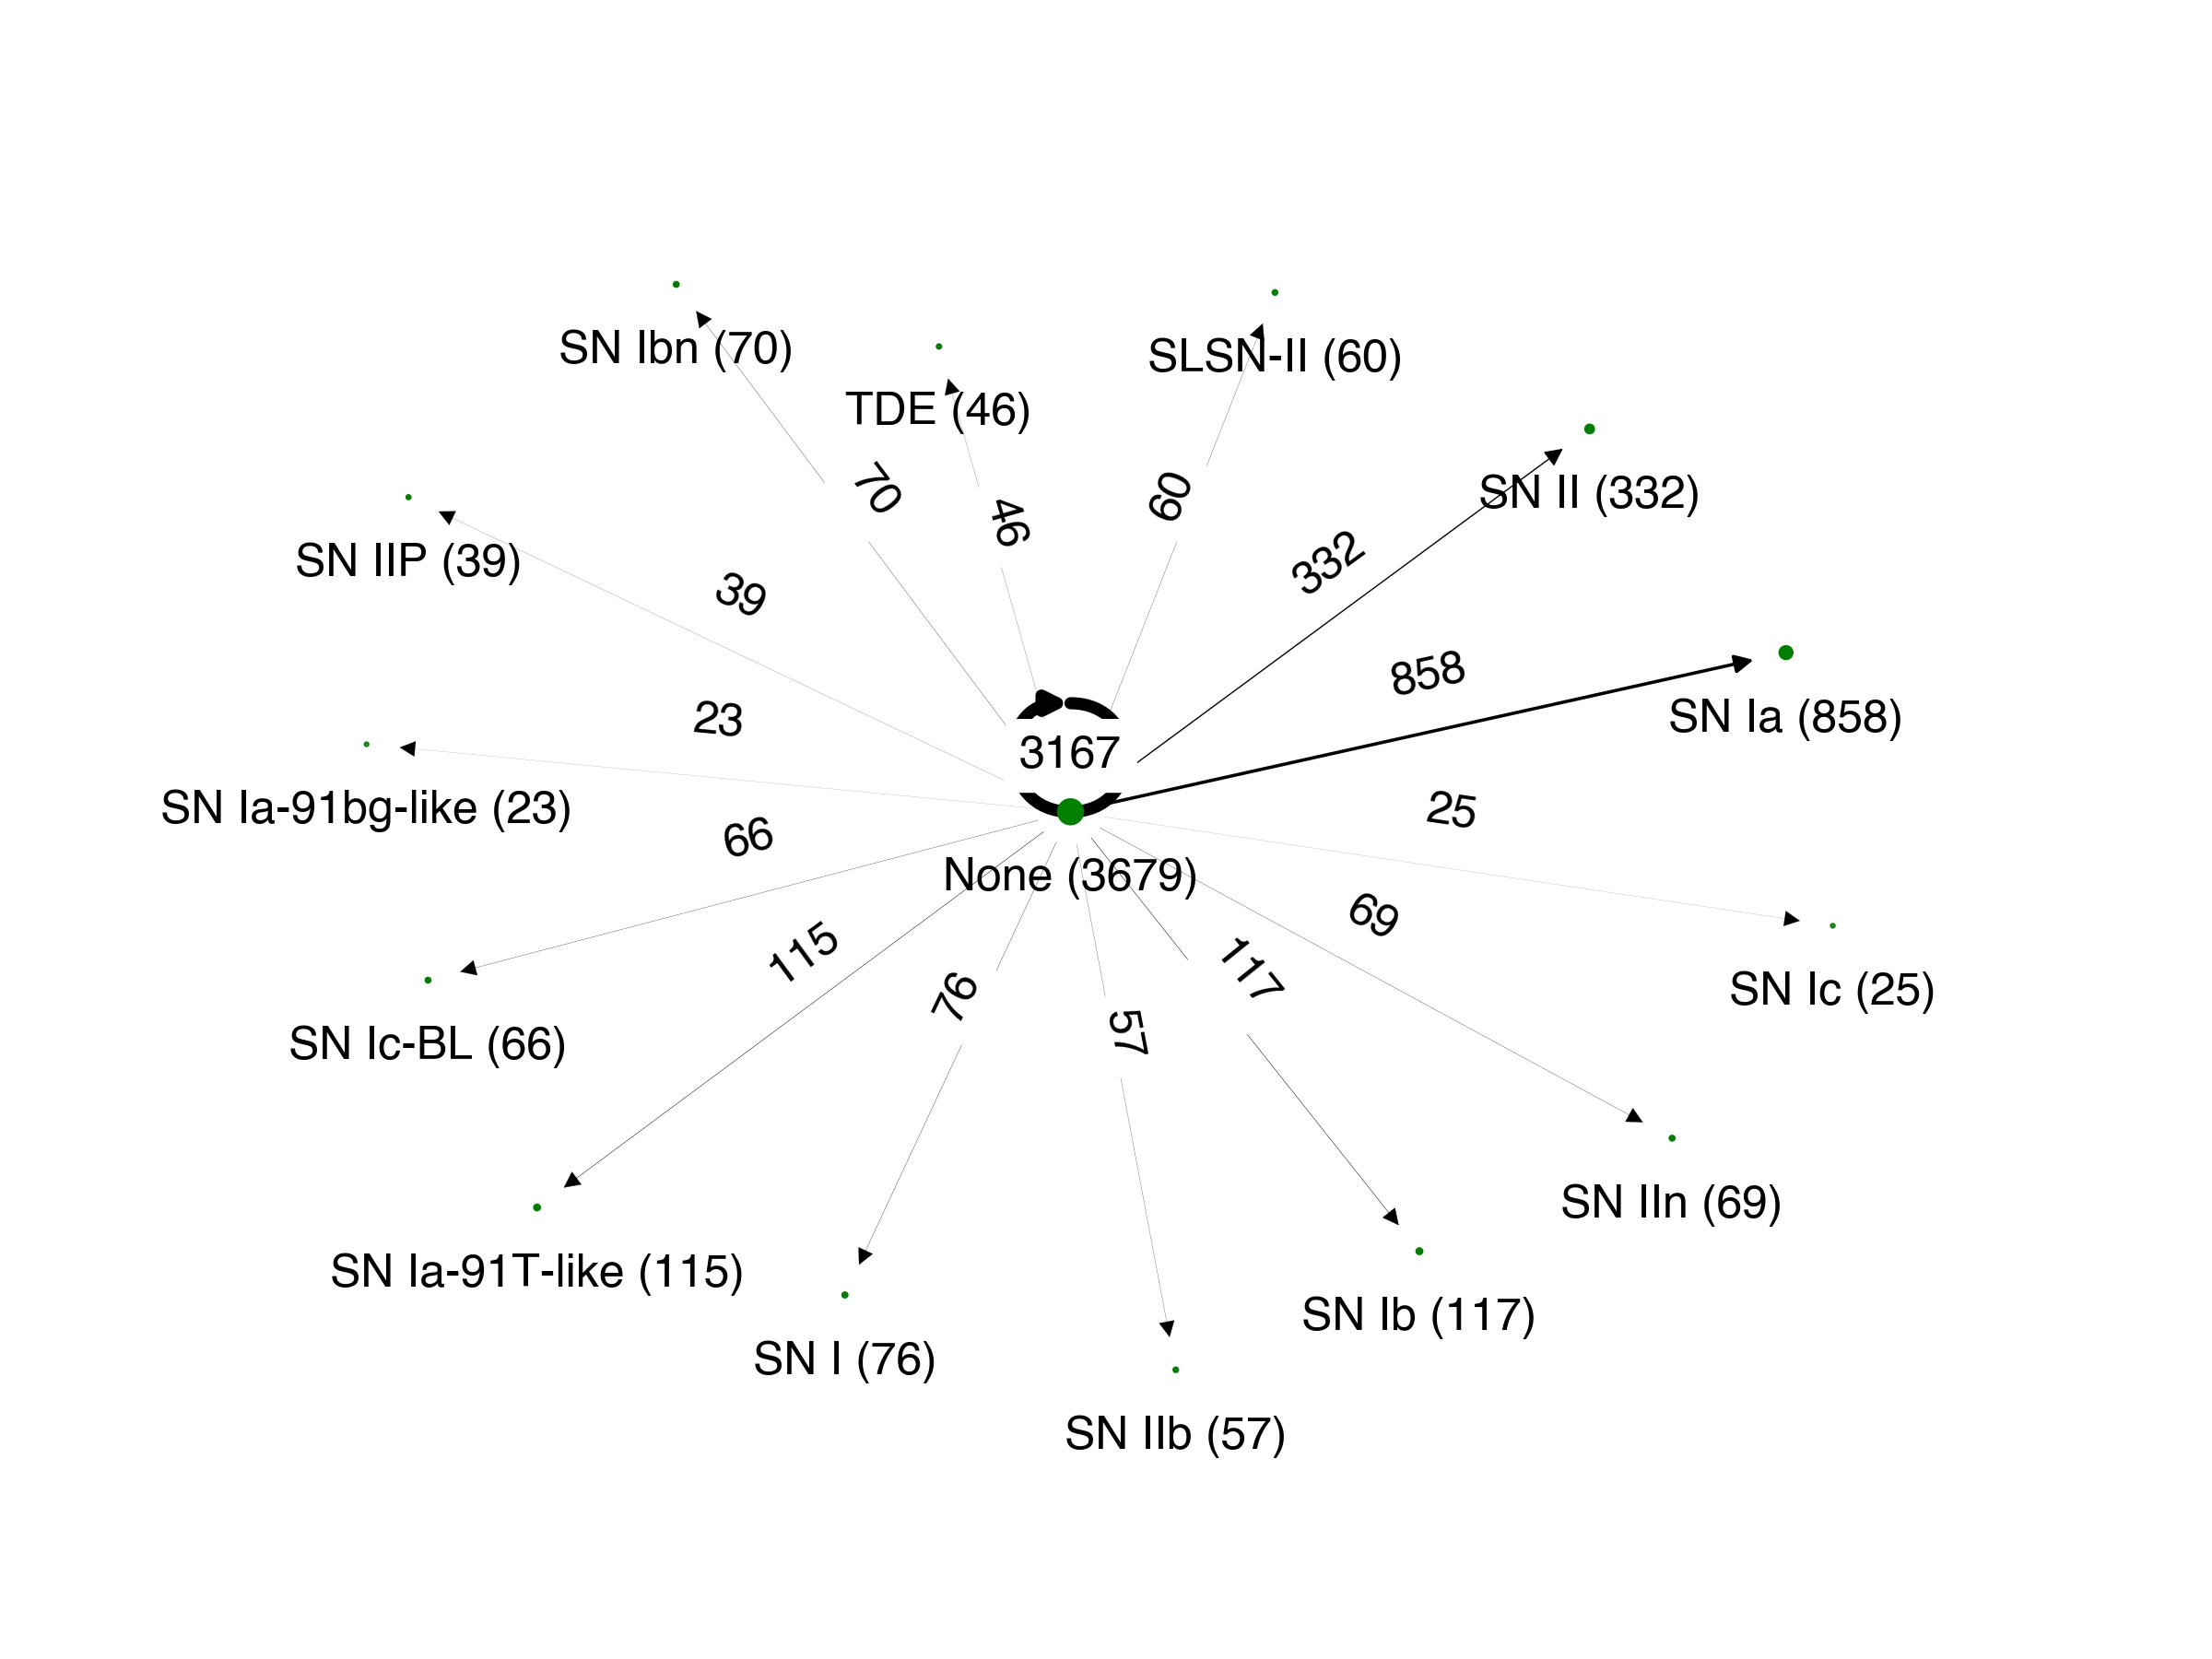 SN Ibn (70)
SLSN-II (60)
TDE (46)
70
46
60
SN II (332)
332
SN IIP (39)
39
858
23
SN Ia (858)
3167
SN Ia-91bg-like (23)
25
66
None (3679)
69
115
117
SN Ic (25)
76
57
SN Ic-BL (66)
SN IIn (69)
SN Ia-91T-like (115)
SN Ib (117)
SN I (76)
SN IIb (57)